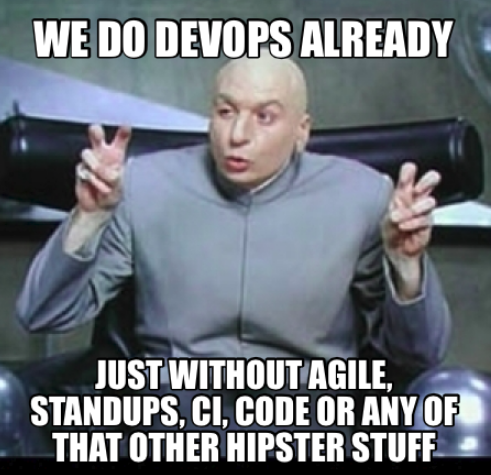 WE DO DEVOPS ALREADY
JUST WITHOUT AGILE,
STANDUPS, CI, CODE OR ANY OF
THAT OTHER HIPSTER STUFF